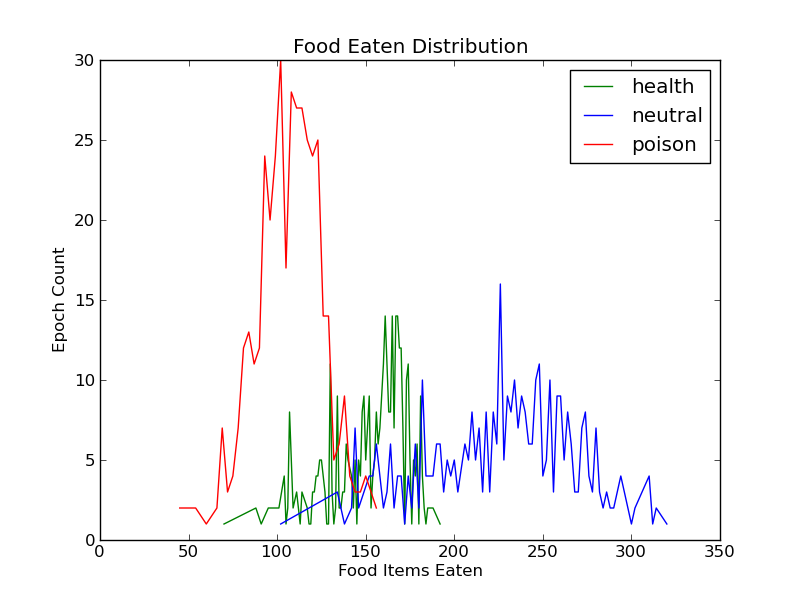 Food Eaten Distribution
health
neutral
poison
30
25
20
15
10
5
0
Epoch Count
0 50 100 150 200 250 300 350
Food Items Eaten